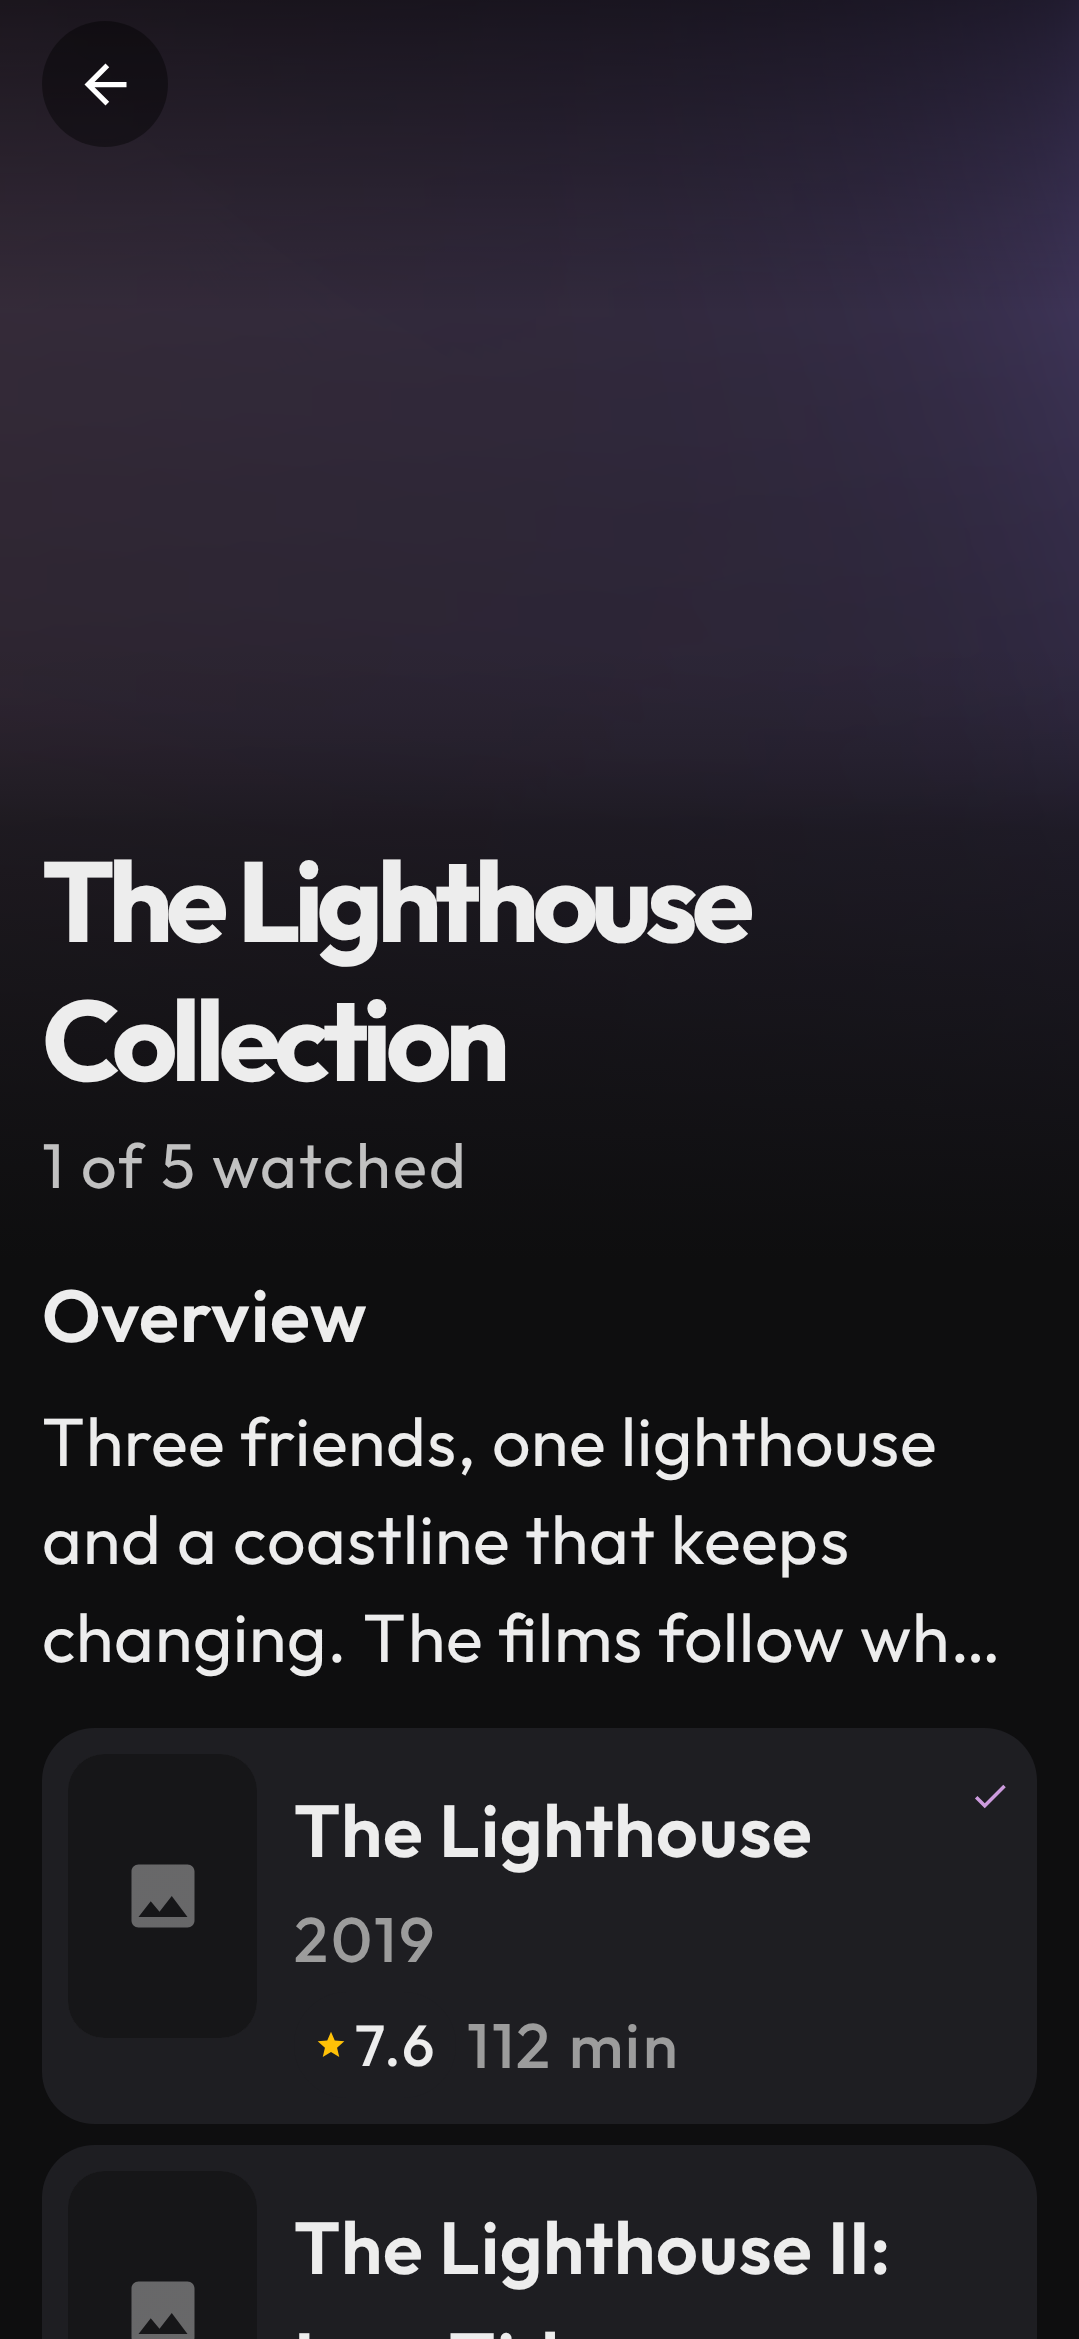 The Lighthouse
Collection
1 of 5 watched
Overview
Three friends, one lighthouse
and a coastline that keeps
changing. The films follow wh...
The Lighthouse
2019
7.6 112 min
The Lighthouse II: